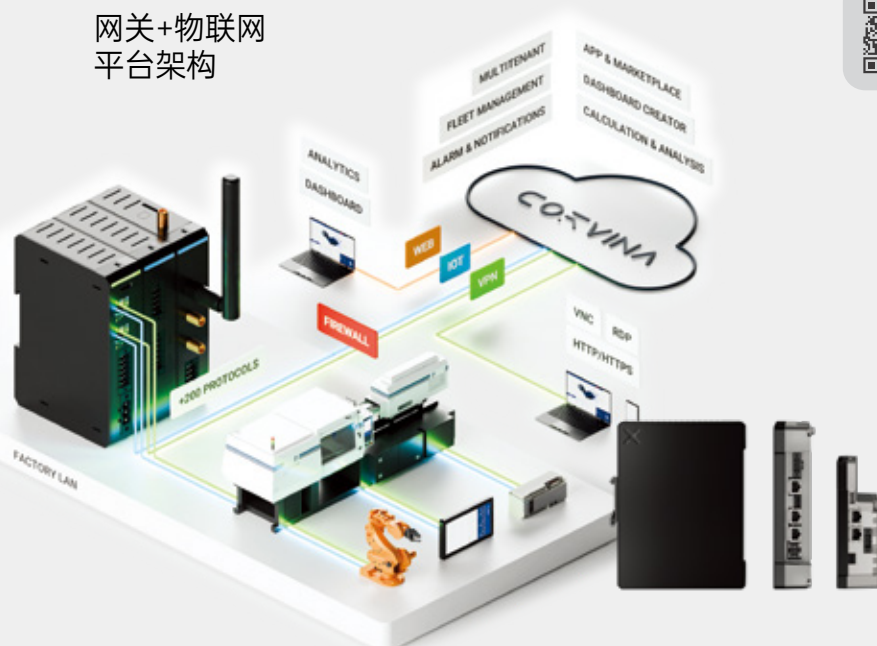 网关+物联网
平台架构
MULTITENANT
FLEET MANAGEMENT
ALARM & NOTIFICATIONS
APP & MARKETPLACE
DASHBOARD CREATOR
CALCULATION & ANALYSIS
ANALYTICS
DASHBOARD
CORVINA
WEB
IOT
VPN
FIREWALL
VNC
RDP
HTTP/HTTPS
+200 PROTOCOLS
FACTORY LAN